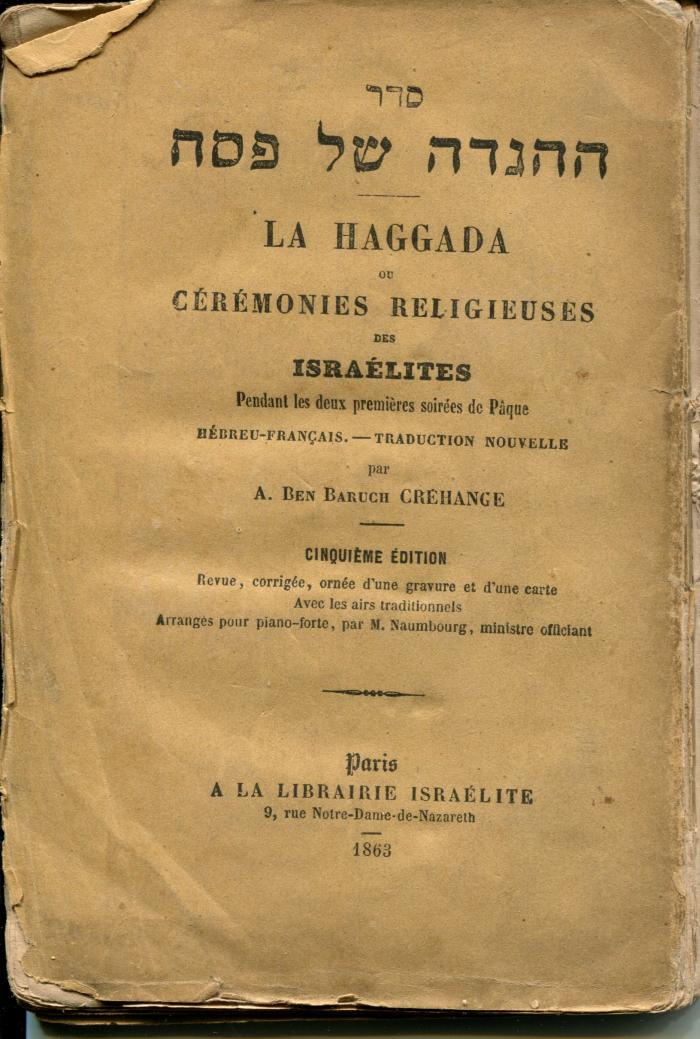 סדר
ההגדה של פסח
LA HAGGADA
OU
CÉRÉMONIES RELIGIEUSES
DES
ISRAÉLITES
Pendant les deux premières soirées de Pâque
HÉBREU-FRANÇAIS. — TRADUCTION NOUVELLE
par
A. BEN BARUCH CRÉHANGE
CINQUIÈME ÉDITION
Revue, corrigée, ornée d'une gravure et d'une carte
Avec les airs traditionnels
Arrangés pour piano-forte, par M. Naumbourg, ministre officiant
Paris
A LA LIBRAIRIE ISRAÉLITE
9, rue Notre-Dame-de-Nazareth
1863